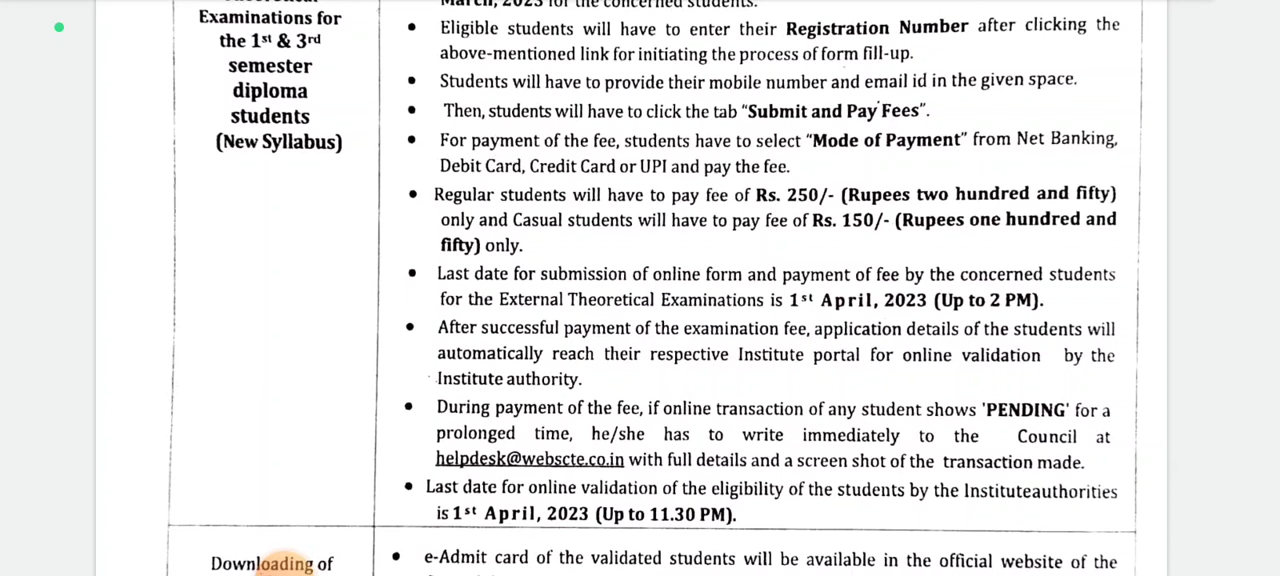 Examinations for
the 1st & 3rd
semester
diploma
students
(New Syllabus)
March, 2023 for the concerned students.
• Eligible students will have to enter their Registration Number after clicking the
above-mentioned link for initiating the process of form fill-up.
• Students will have to provide their mobile number and email id in the given space.
• Then, students will have to click the tab "Submit and Pay Fees".
• For payment of the fee, students have to select "Mode of Payment" from Net Banking,
Debit Card, Credit Card or UPI and pay the fee.
• Regular students will have to pay fee of Rs. 250/- (Rupees two hundred and fifty)
only and Casual students will have to pay fee of Rs. 150/- (Rupees one hundred and
fifty) only.
• Last date for submission of online form and payment of fee by the concerned students
for the External Theoretical Examinations is 1st April, 2023 (Up to 2 PM).
• After successful payment of the examination fee, application details of the students will
automatically reach their respective Institute portal for online validation by the
Institute authority.
• During payment of the fee, if online transaction of any student shows 'PENDING' for a
prolonged time, he/she has to write immediately to the Council at
helpdesk@webscte.co.in with full details and a screen shot of the transaction made.
• Last date for online validation of the eligibility of the students by the Instituteauthorities
is 1st April, 2023 (Up to 11.30 PM).
Downloading of
• e-Admit card of the validated students will be available in the official website of the